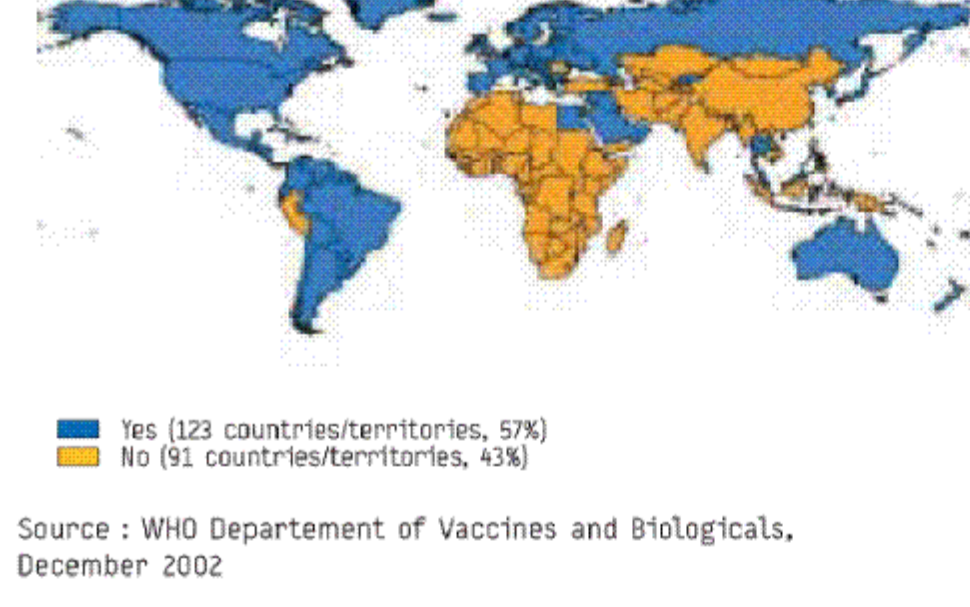 Yes (123 countries/territories, 57%)
No (91 countries/territories, 43%)
Source : WHO Departement of Vaccines and Biologicals,
December 2002